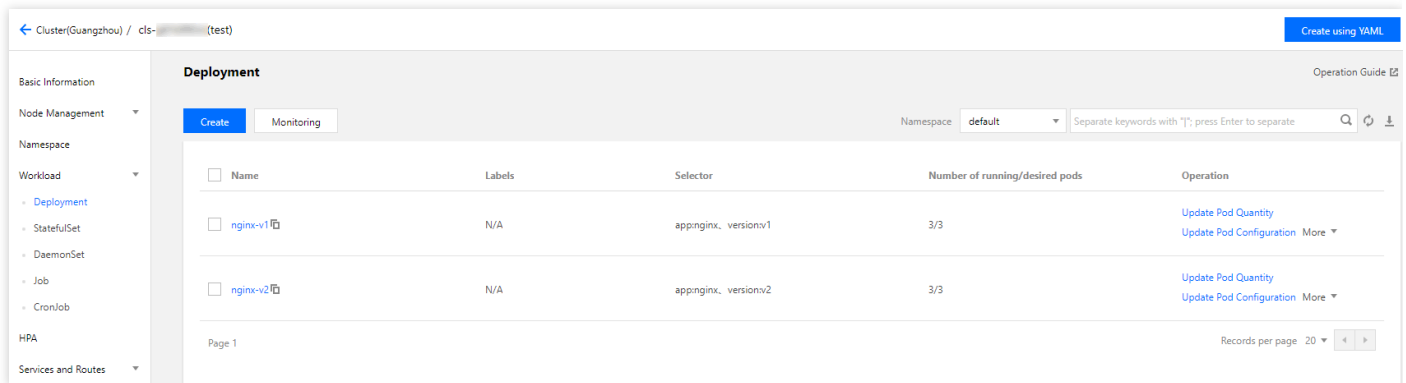 Cluster(Guangzhou) / cls- (test)
Create using YAML
Basic Information
Node Management
Namespace
Workload
Deployment
StatefulSet
DaemonSet
Job
CronJob
HPA
Services and Routes
Deployment
Operation Guide
Create Monitoring
Namespace default Separate keywords with "|"; press Enter to separate
Name Labels Selector Number of running/desired pods Operation
nginx-v1 N/A app:nginx、version:v1 3/3
Update Pod Quantity
Update Pod Configuration More
nginx-v2 N/A app:nginx、version:v2 3/3
Update Pod Quantity
Update Pod Configuration More
Page 1
Records per page 20